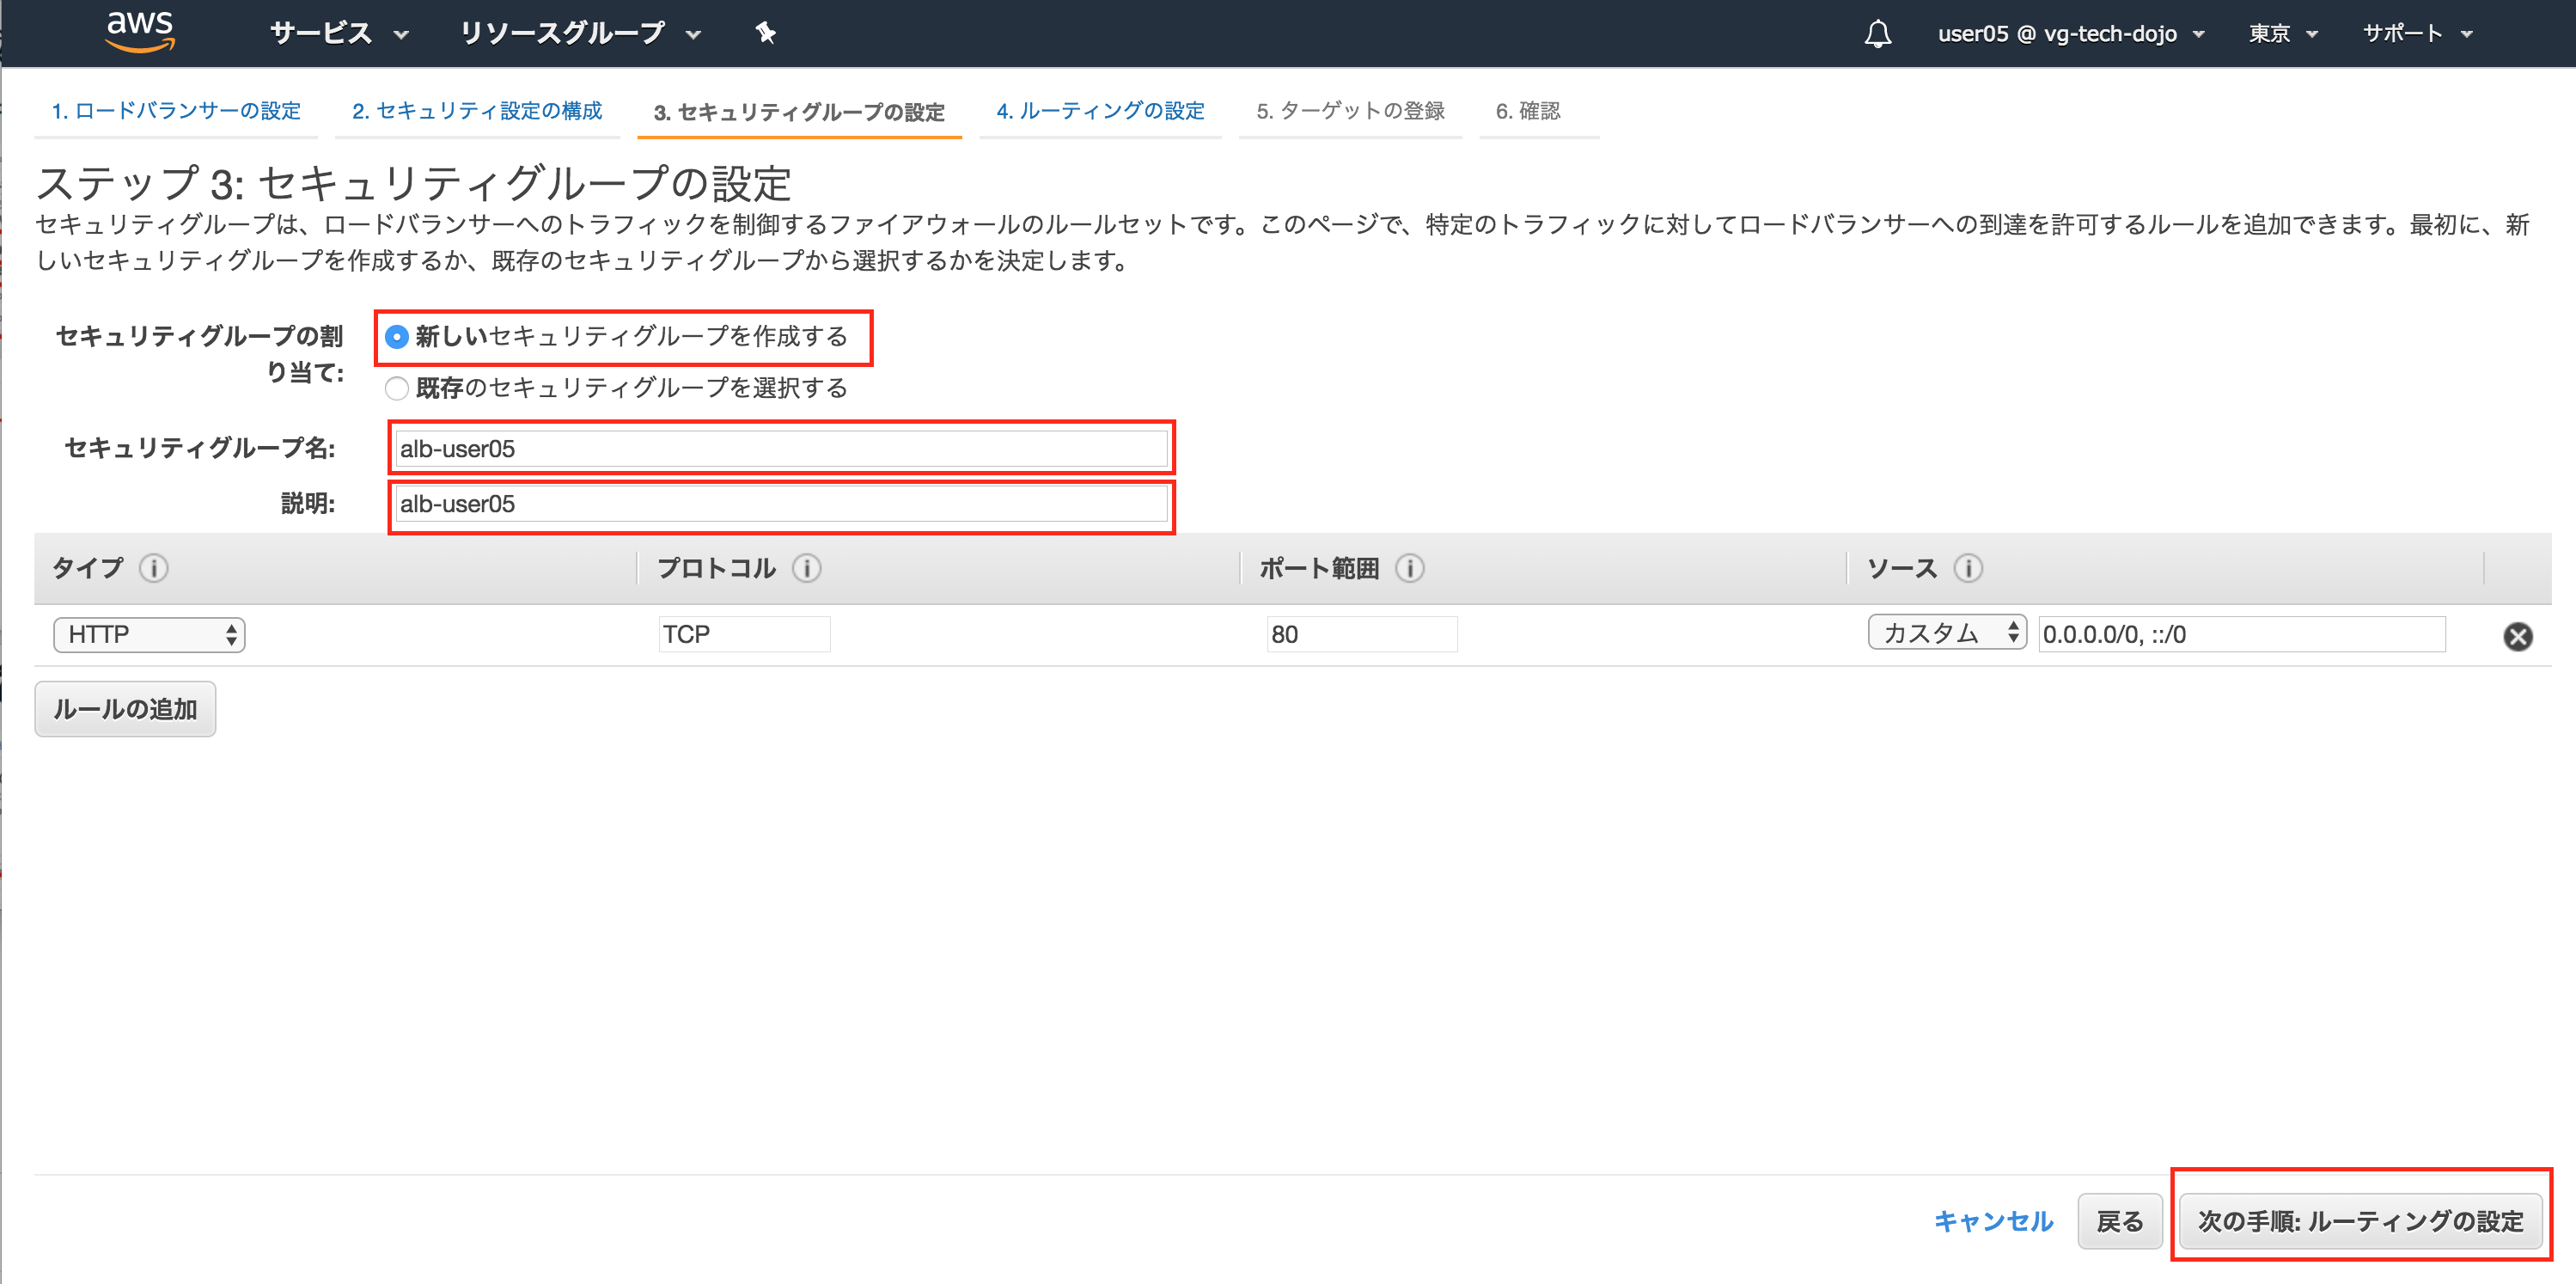 aws サービス リソースグループ user05 @ vg-tech-dojo 東京 サポート
1. ロードバランサーの設定 2. セキュリティ設定の構成 3. セキュリティグループの設定 4. ルーティングの設定 5. ターゲットの登録 6. 確認
ステップ 3: セキュリティグループの設定
セキュリティグループは、ロードバランサーへのトラフィックを制御するファイアウォールのルールセットです。このページで、特定のトラフィックに対してロードバランサーへの到達を許可するルールを追加できます。最初に、新
しいセキュリティグループを作成するか、既存のセキュリティグループから選択するかを決定します。
セキュリティグループの割
り当て:
新しいセキュリティグループを作成する
既存のセキュリティグループを選択する
セキュリティグループ名: alb-user05
説明: alb-user05
タイプ プロトコル ポート範囲 ソース
HTTP TCP 80 カスタム 0.0.0.0/0, ::/0
ルールの追加
キャンセル 戻る 次の手順: ルーティングの設定